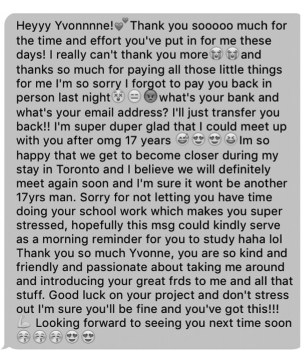 Heyyy Yvonnnne!💕 Thank you sooooo much for
the time and effort you've put in for me these
days! I really can't thank you more😭😭and
thanks so much for paying all those little things
for me I'm so sorry I forgot to pay you back in
person last night😵😑🌚what's your bank and
what's your email address? I'll just transfer you
back!! I'm super duper glad that I could meet up
with you after omg 17 years 😂😍😍😂Im so
happy that we get to become closer during my
stay in Toronto and I believe we will definitely
meet again soon and I'm sure it wont be another
17yrs man. Sorry for not letting you have time
doing your school work which makes you super
stressed, hopefully this msg could kindly serve
as a morning reminder for you to study haha lol
Thank you so much Yvonne, you are so kind and
friendly and passionate about taking me around
and introducing your great frds to me and all that
stuff. Good luck on your project and don't stress
out I'm sure you'll be fine and you've got this!!!
💪🏻 Looking forward to seeing you next time soon
😚😚😚😍😍